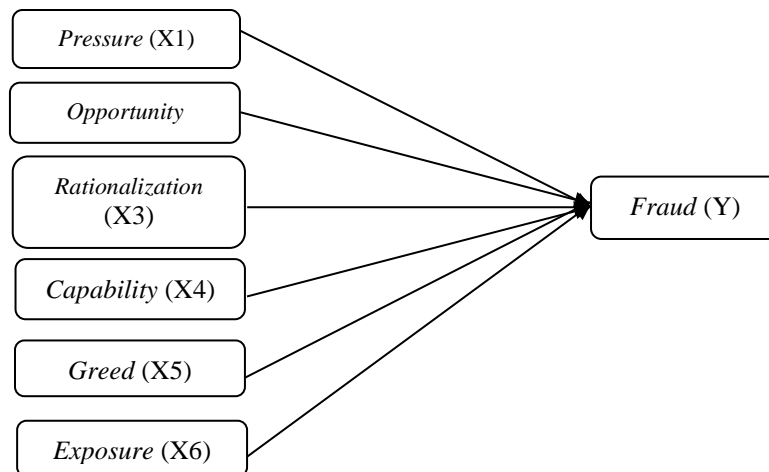 Pressure (X1)
Opportunity
Rationalization
(X3)
Fraud (Y)
Capability (X4)
Greed (X5)
Exposure (X6)